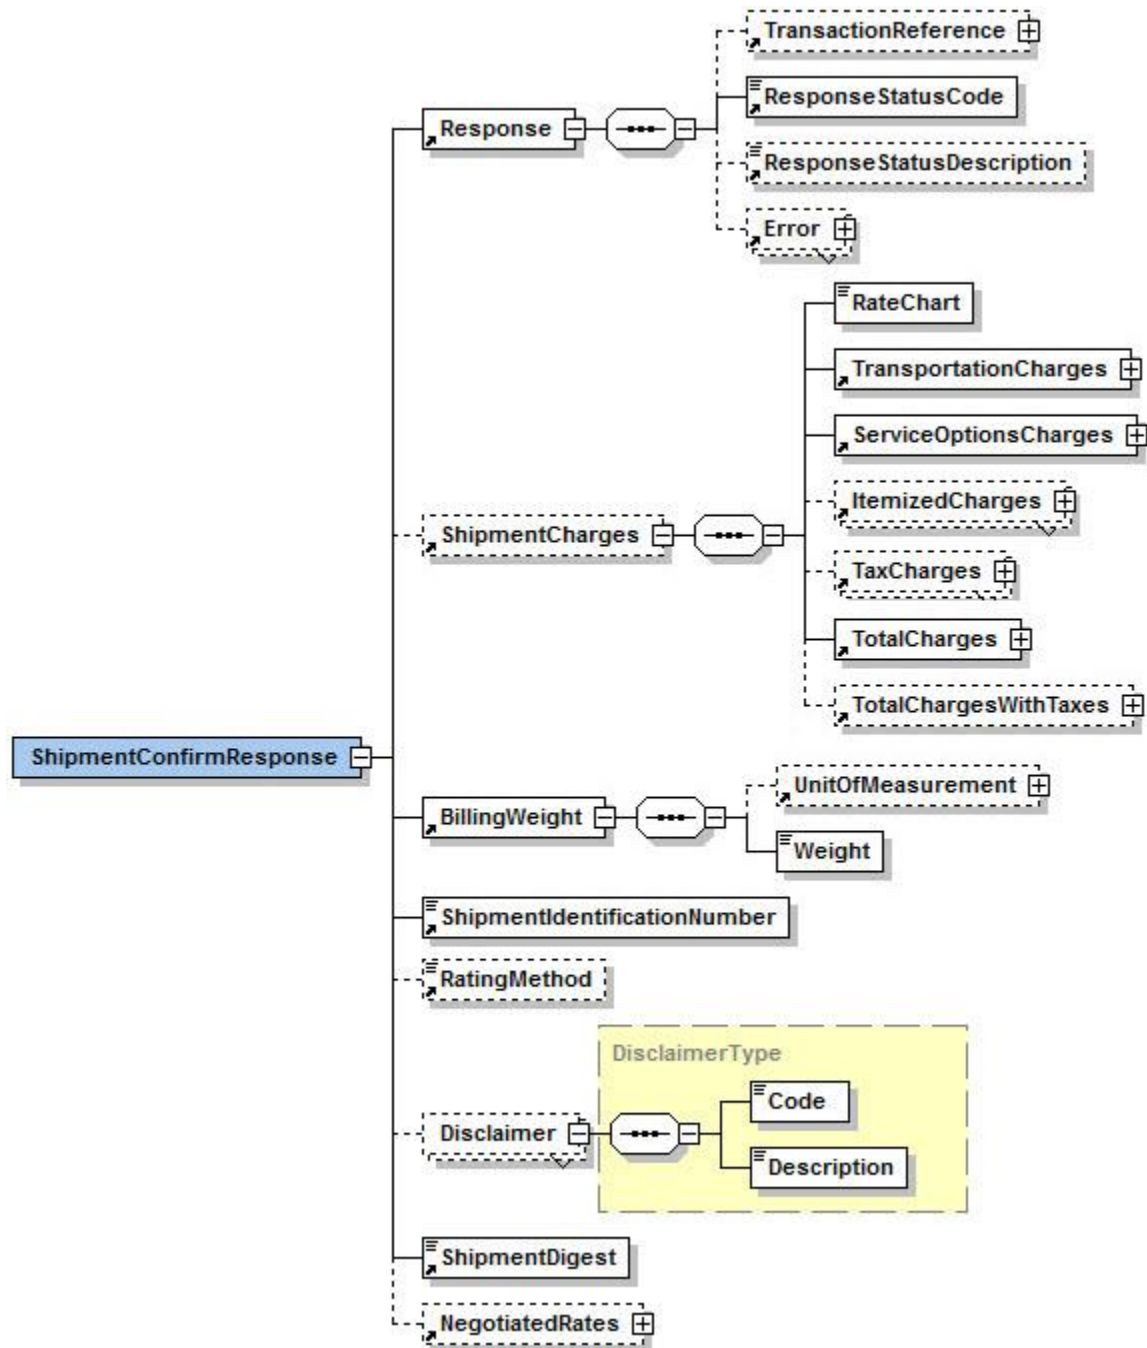 TransactionReference
ResponseStatusCode
Response
ResponseStatusDescription
Error
RateChart
TransportationCharges
ServiceOptionsCharges
ItemizedCharges
ShipmentCharges
TaxCharges
TotalCharges
TotalChargesWithTaxes
ShipmentConfirmResponse
UnitOfMeasurement
BillingWeight
Weight
ShipmentIdentificationNumber
RatingMethod
DisclaimerType
Code
Disclaimer
Description
ShipmentDigest
NegotiatedRates